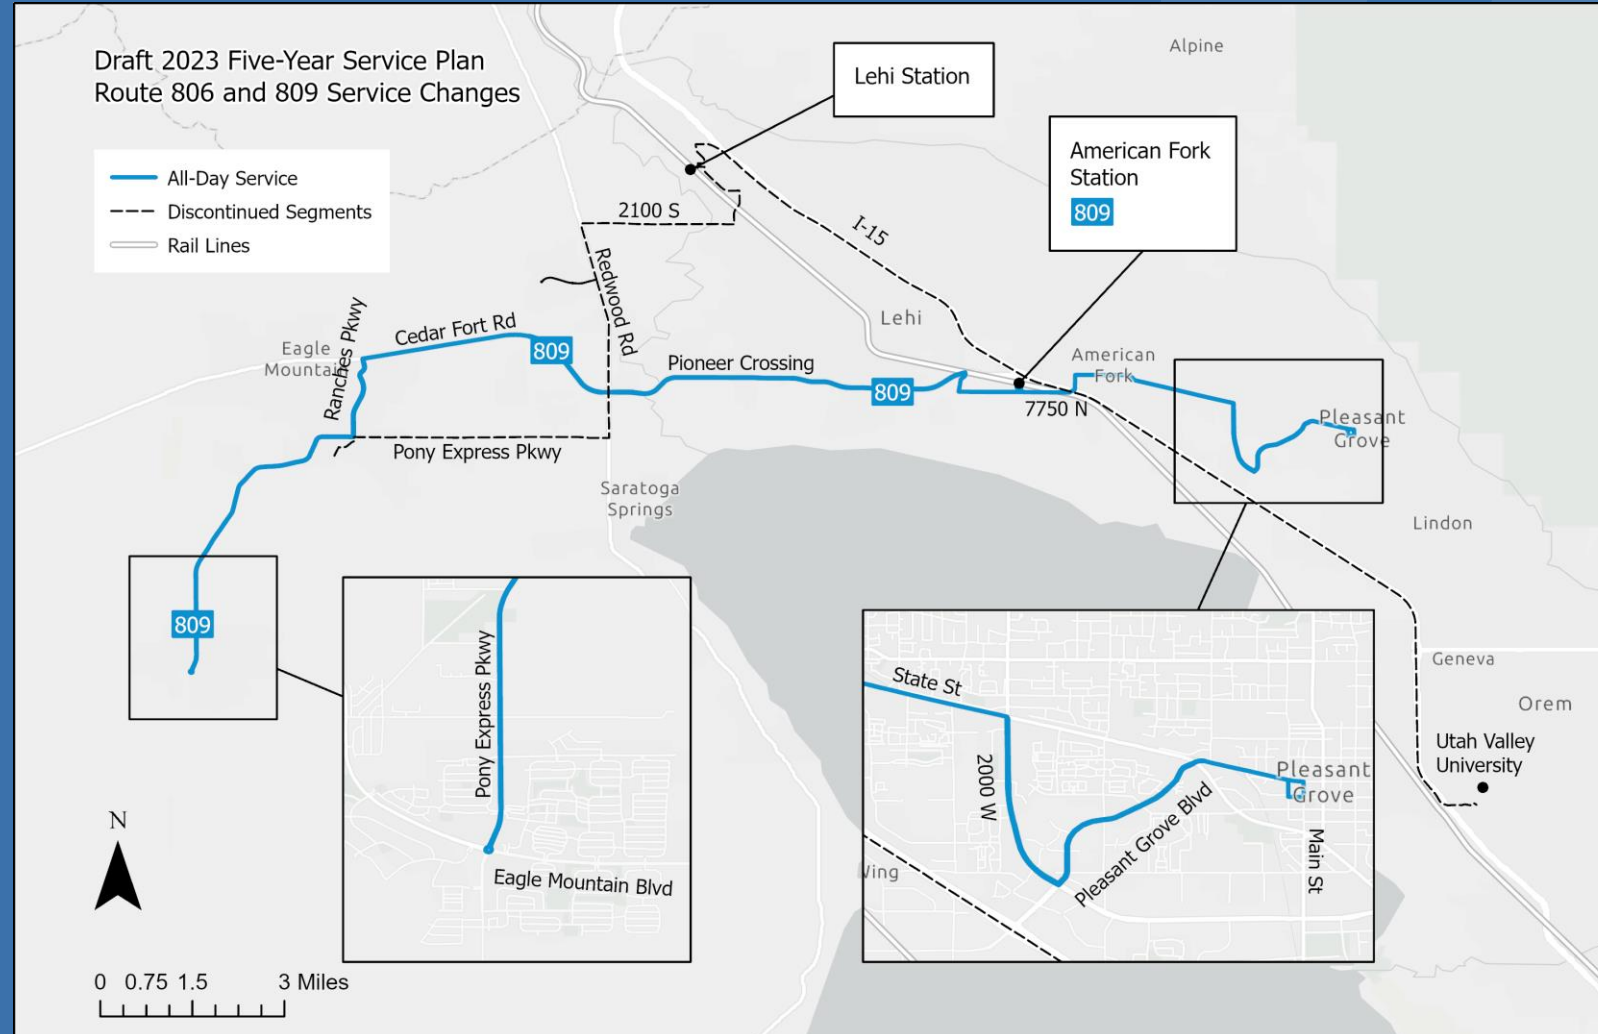 Draft 2023 Five-Year Service Plan
Route 806 and 809 Service Changes
All-Day Service
Discontinued Segments
Rail Lines
Lehi Station
Alpine
American Fork
Station
809
2100 S
I-15
Redwood Rd
Lehi
Ranches Pkwy
Cedar Fort Rd
Eagle
Mountain
809
Pioneer Crossing
809
American
Fork
7750 N
Pleasant
Grove
Pony Express Pkwy
Saratoga
Springs
Lindon
809
Pony Express Pkwy
Eagle Mountain Blvd
State St
2000 W
Pleasant Grove Blvd
Pleasant
Grove
Main St
Geneva
Orem
Utah Valley
University
N
0 0.75 1.5 3 Miles